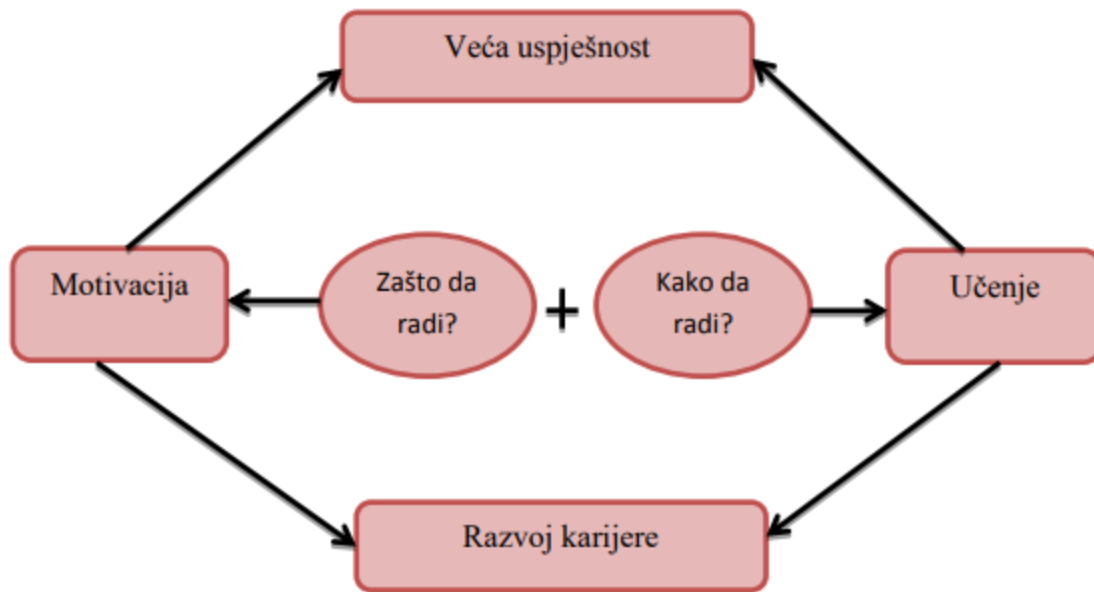 Veća uspješnost
Motivacija
Zašto da
radi?
+
Kako da
radi?
Učenje
Razvoj karijere